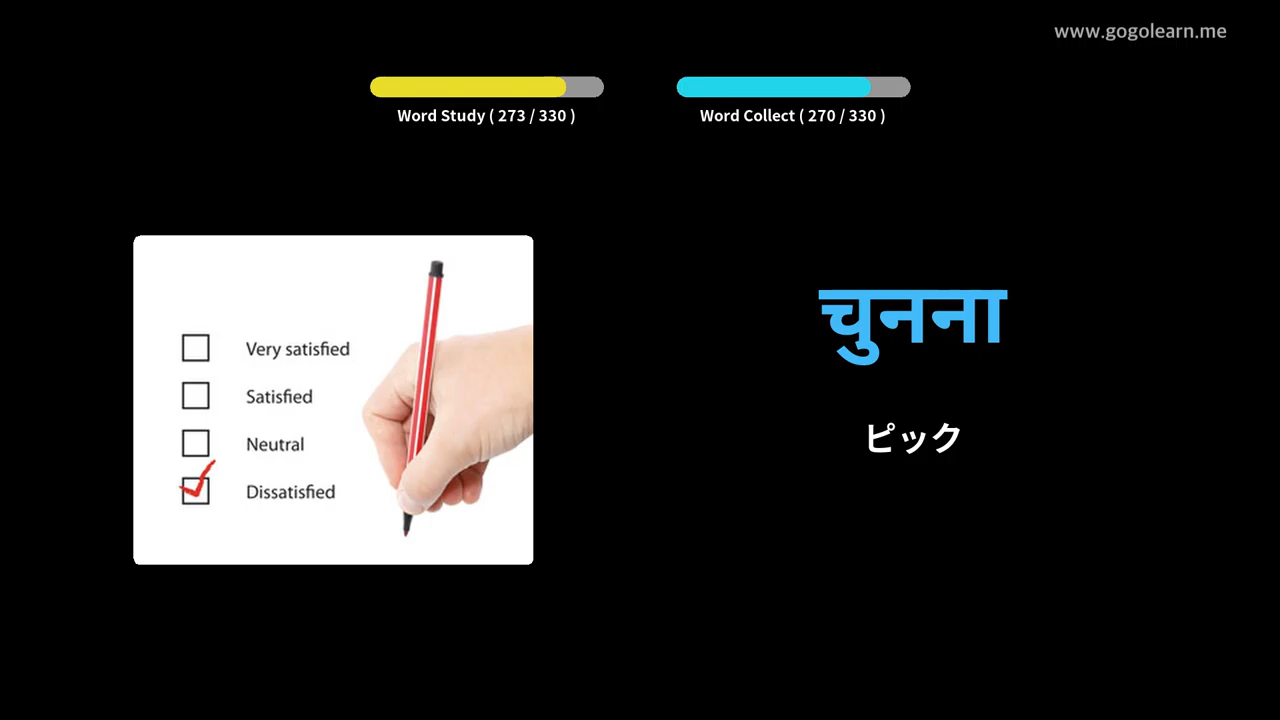 www.gogolearn.me
Word Study ( 273 / 330 )
Word Collect ( 270 / 330 )
Very satisfied
Satisfied
Neutral
Dissatisfied
चुनना
ピック